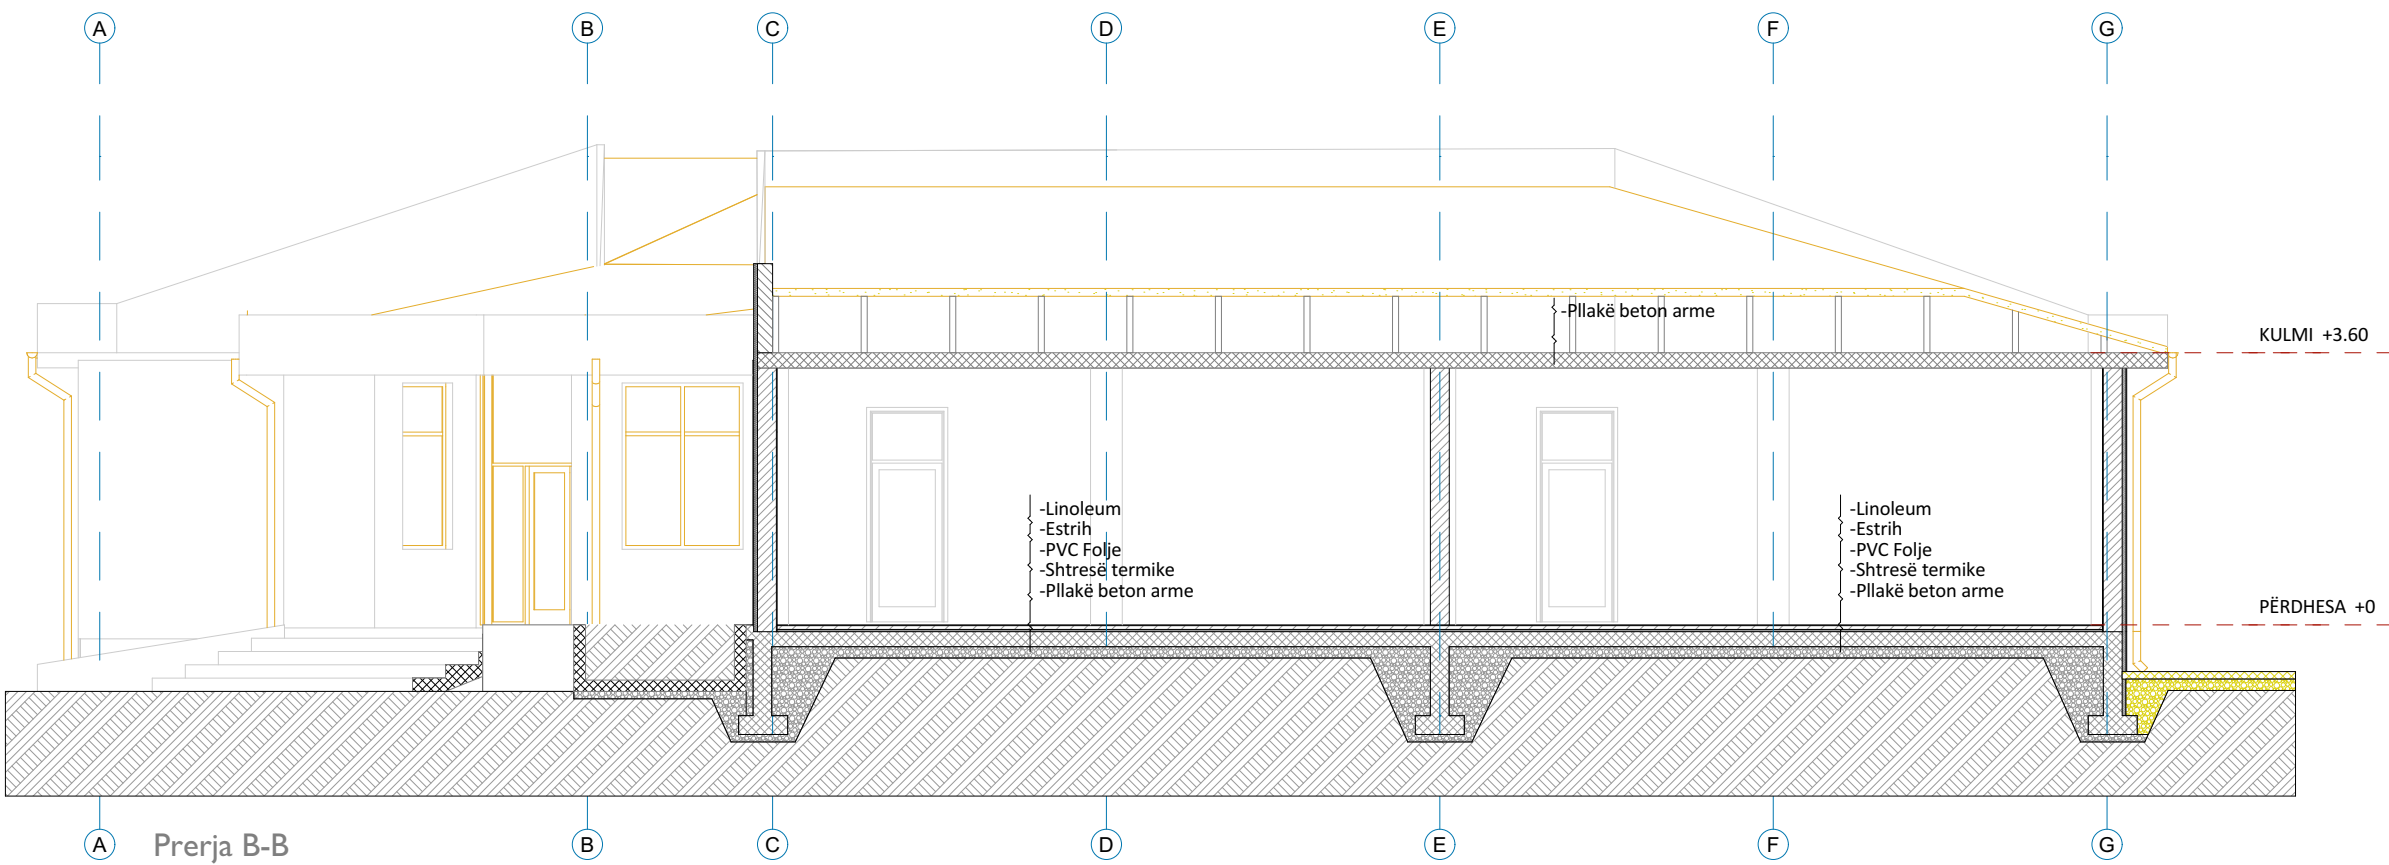 A B C D E F G
-Pllakë beton arme
KULMI +3.60
-Linoleum
-Estrih
-PVC Folje
-Shtresë termike
-Pllakë beton arme
-Linoleum
-Estrih
-PVC Folje
-Shtresë termike
-Pllakë beton arme
PËRDHESA +0
A B C D E F G
Prerja B-B